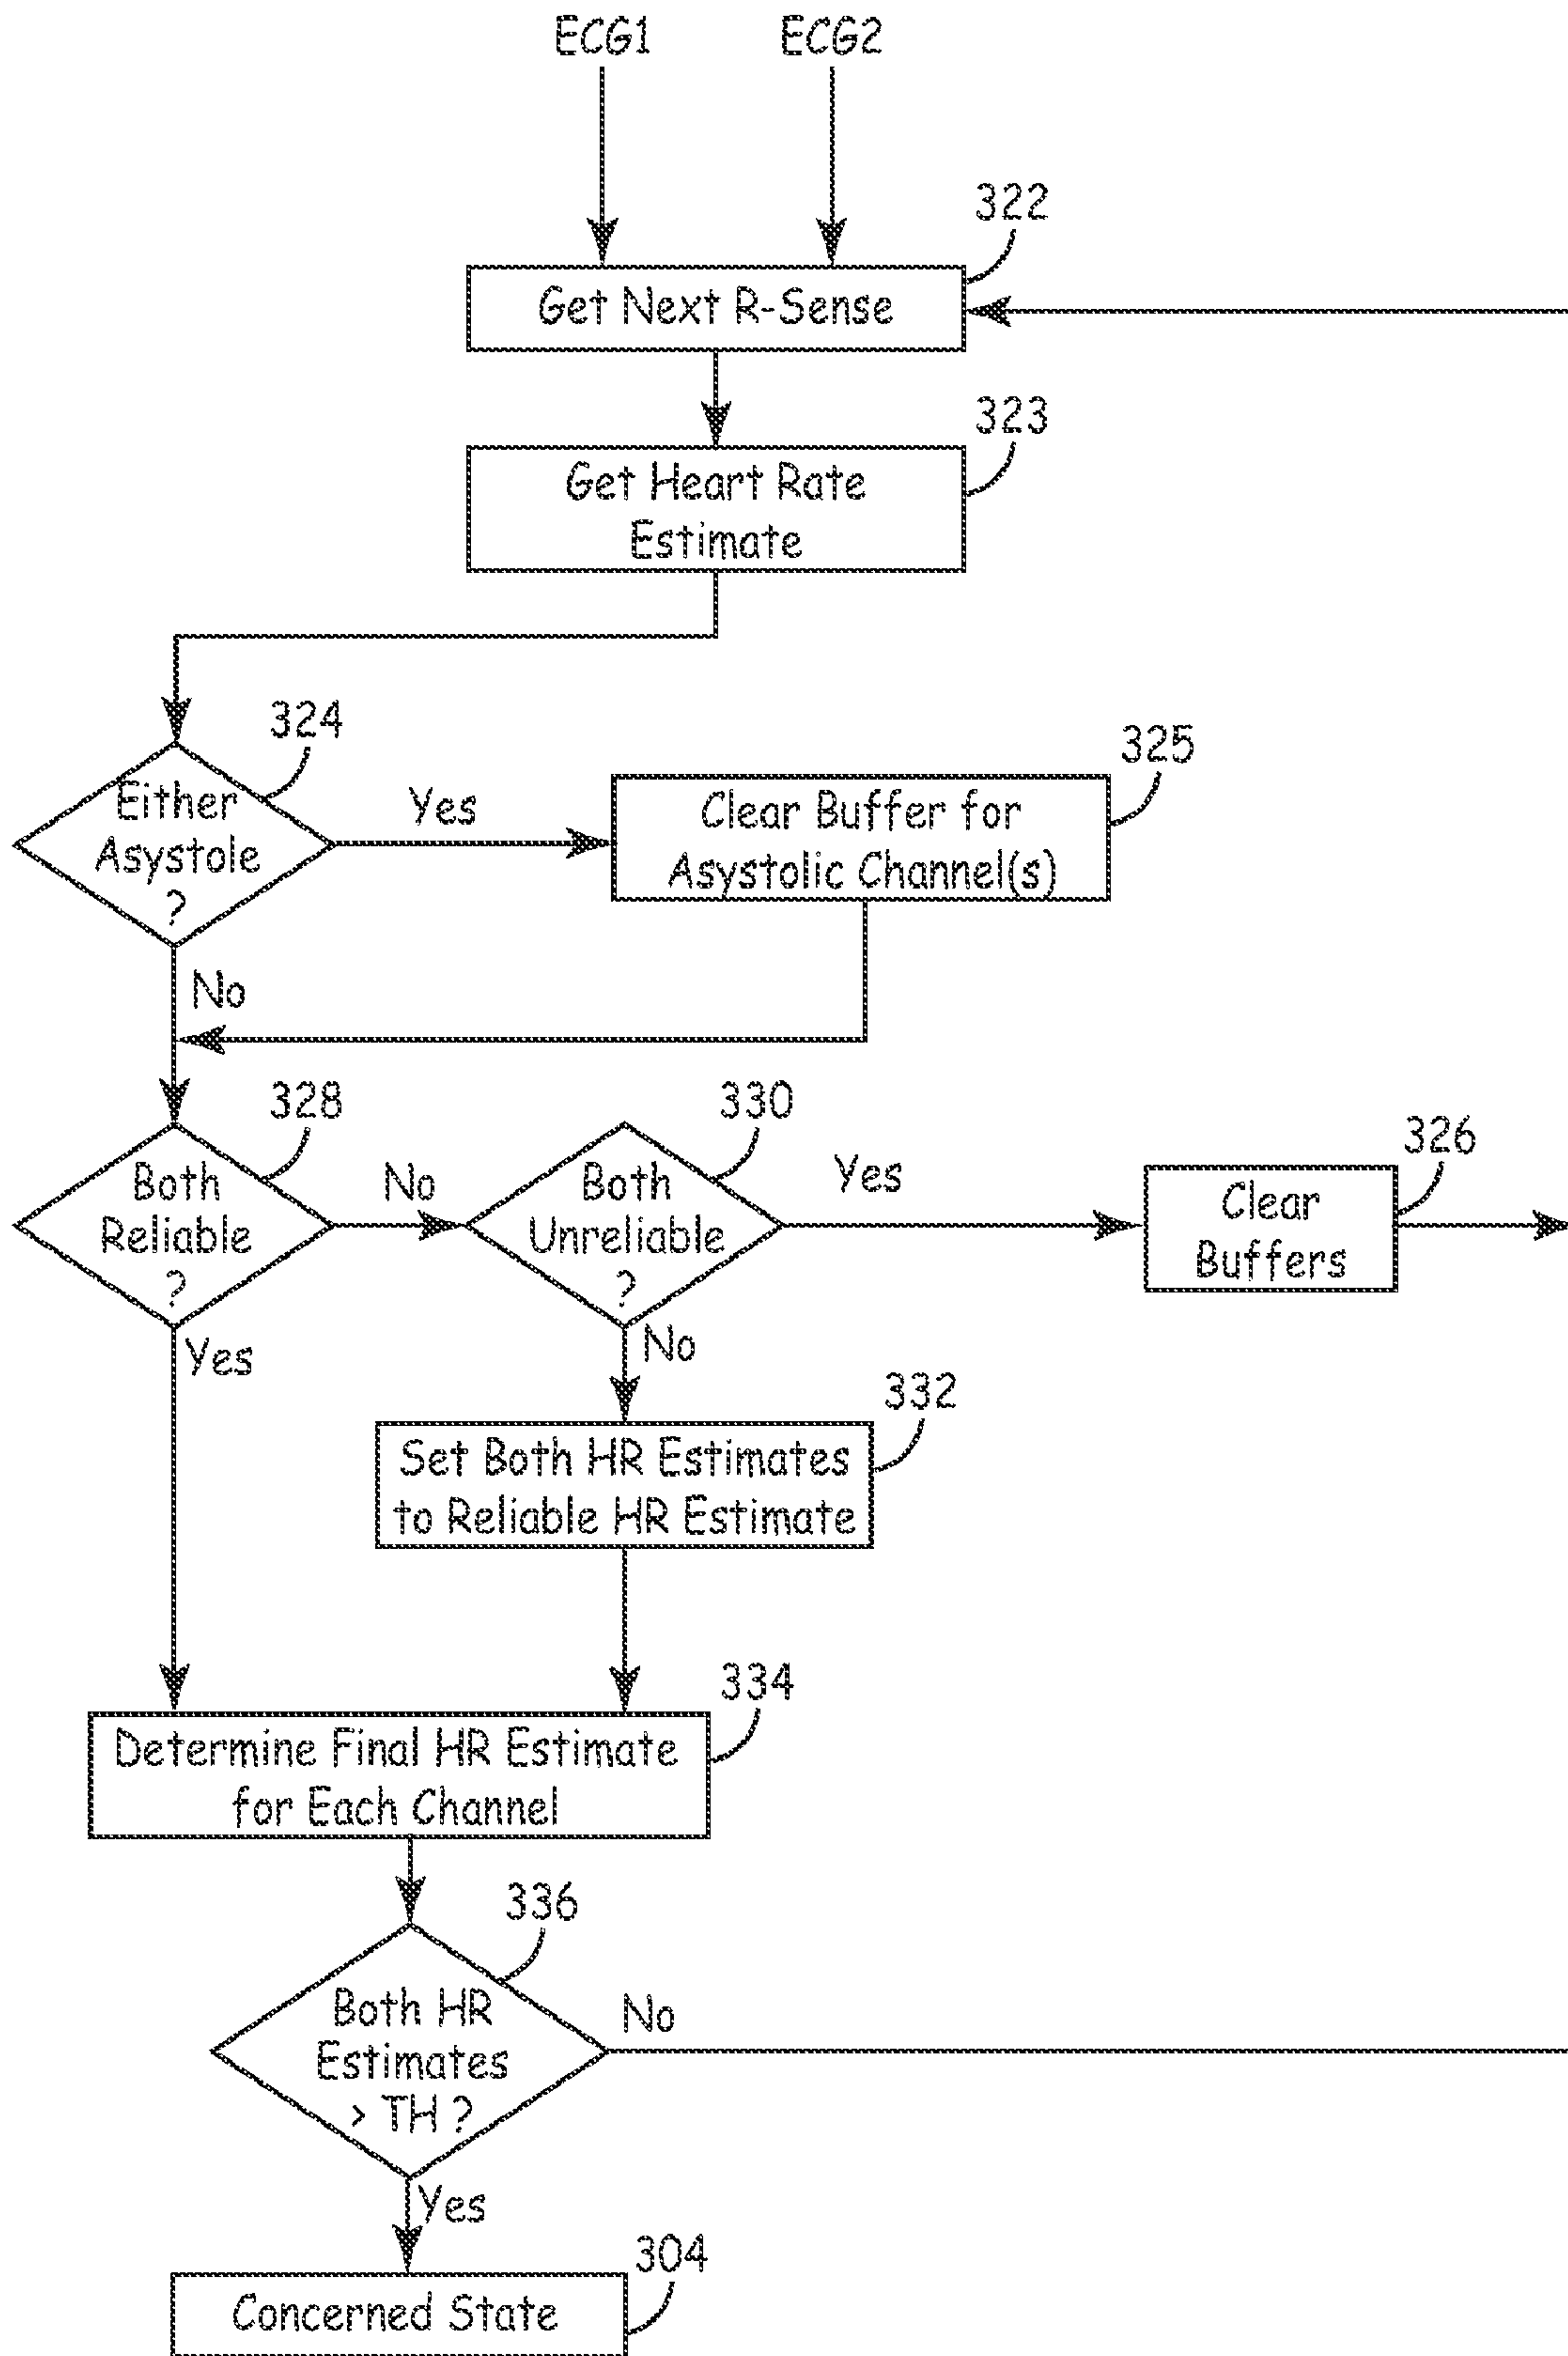 ECG1
ECG2
322
Get Next R-Sense
323
Get Heart Rate
Estimate
324
Either
Asystole
?
Yes
325
Clear Buffer for
Asystolic Channel(s)
No
328
Both
Reliable
?
No
330
Both
Unreliable
?
Yes
326
Clear
Buffers
Yes
No
332
Set Both HR Estimates
to Reliable HR Estimate
334
Determine Final HR Estimate
for Each Channel
336
Both HR
Estimates
> TH ?
No
Yes
304
Concerned State